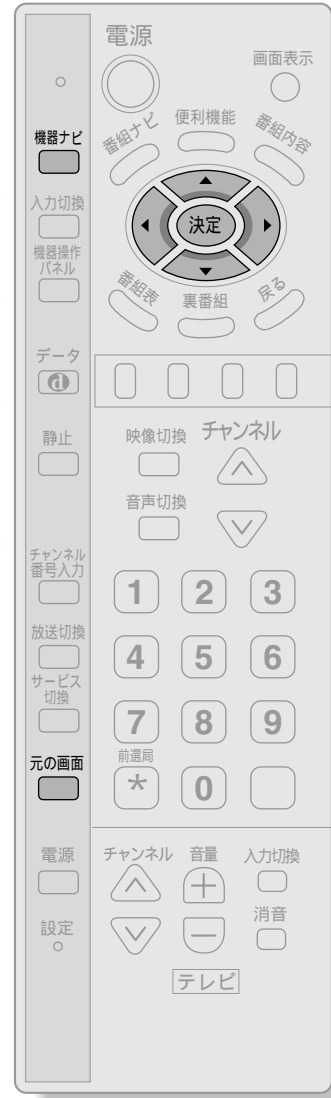 電源
画面表示
機器ナビ
番組ナビ
便利機能
番組内容
入力切換
決定
機器操作
パネル
番組表
裏番組
戻る
データ
d
静止
映像切換
チャンネル
音声切換
チャンネル
番号入力
1 2 3
放送切換
4 5 6
サービス
切換
7 8 9
元の画面
前選局
* 0
電源
チャンネル
音量
入力切換
設定
消音
テレビ